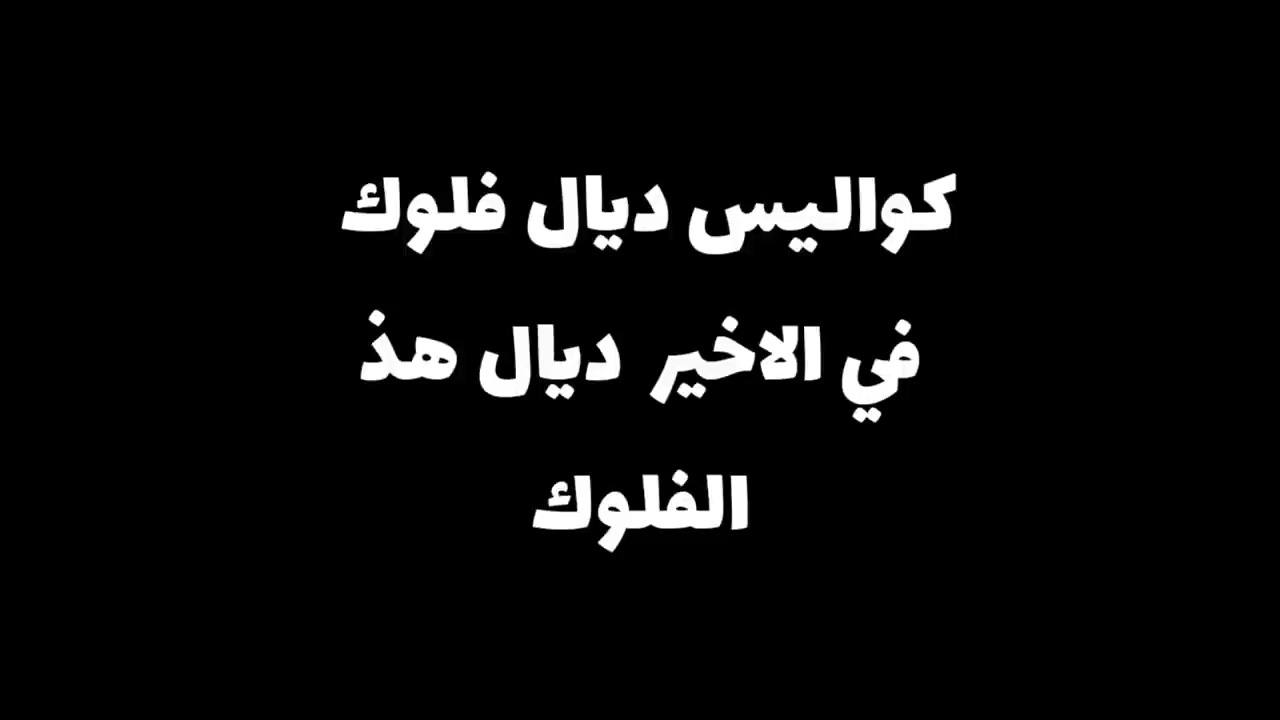 كواليس ديال فلوك
في الاخير ديال هذ
الفلوك